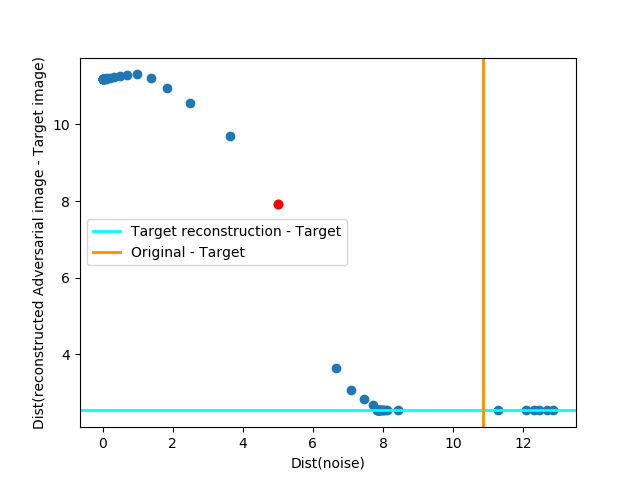 Dist(reconstructed Adversarial image - Target image)
10
8
6
4
Target reconstruction - Target
Original - Target
0 2 4 6 8 10 12
Dist(noise)